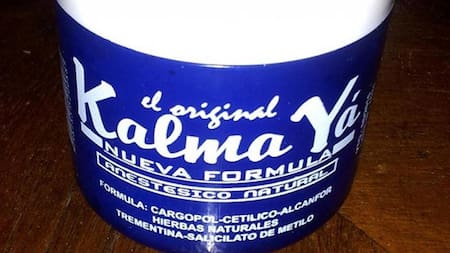 el original
Kalma Yá
NUEVA FORMULA
ANESTESICO NATURAL
FORMULA: CARGOPOL-CETILICO-ALCANFOR
HIERBAS NATURALES
TREMENTINA-SALICILATO DE METILO